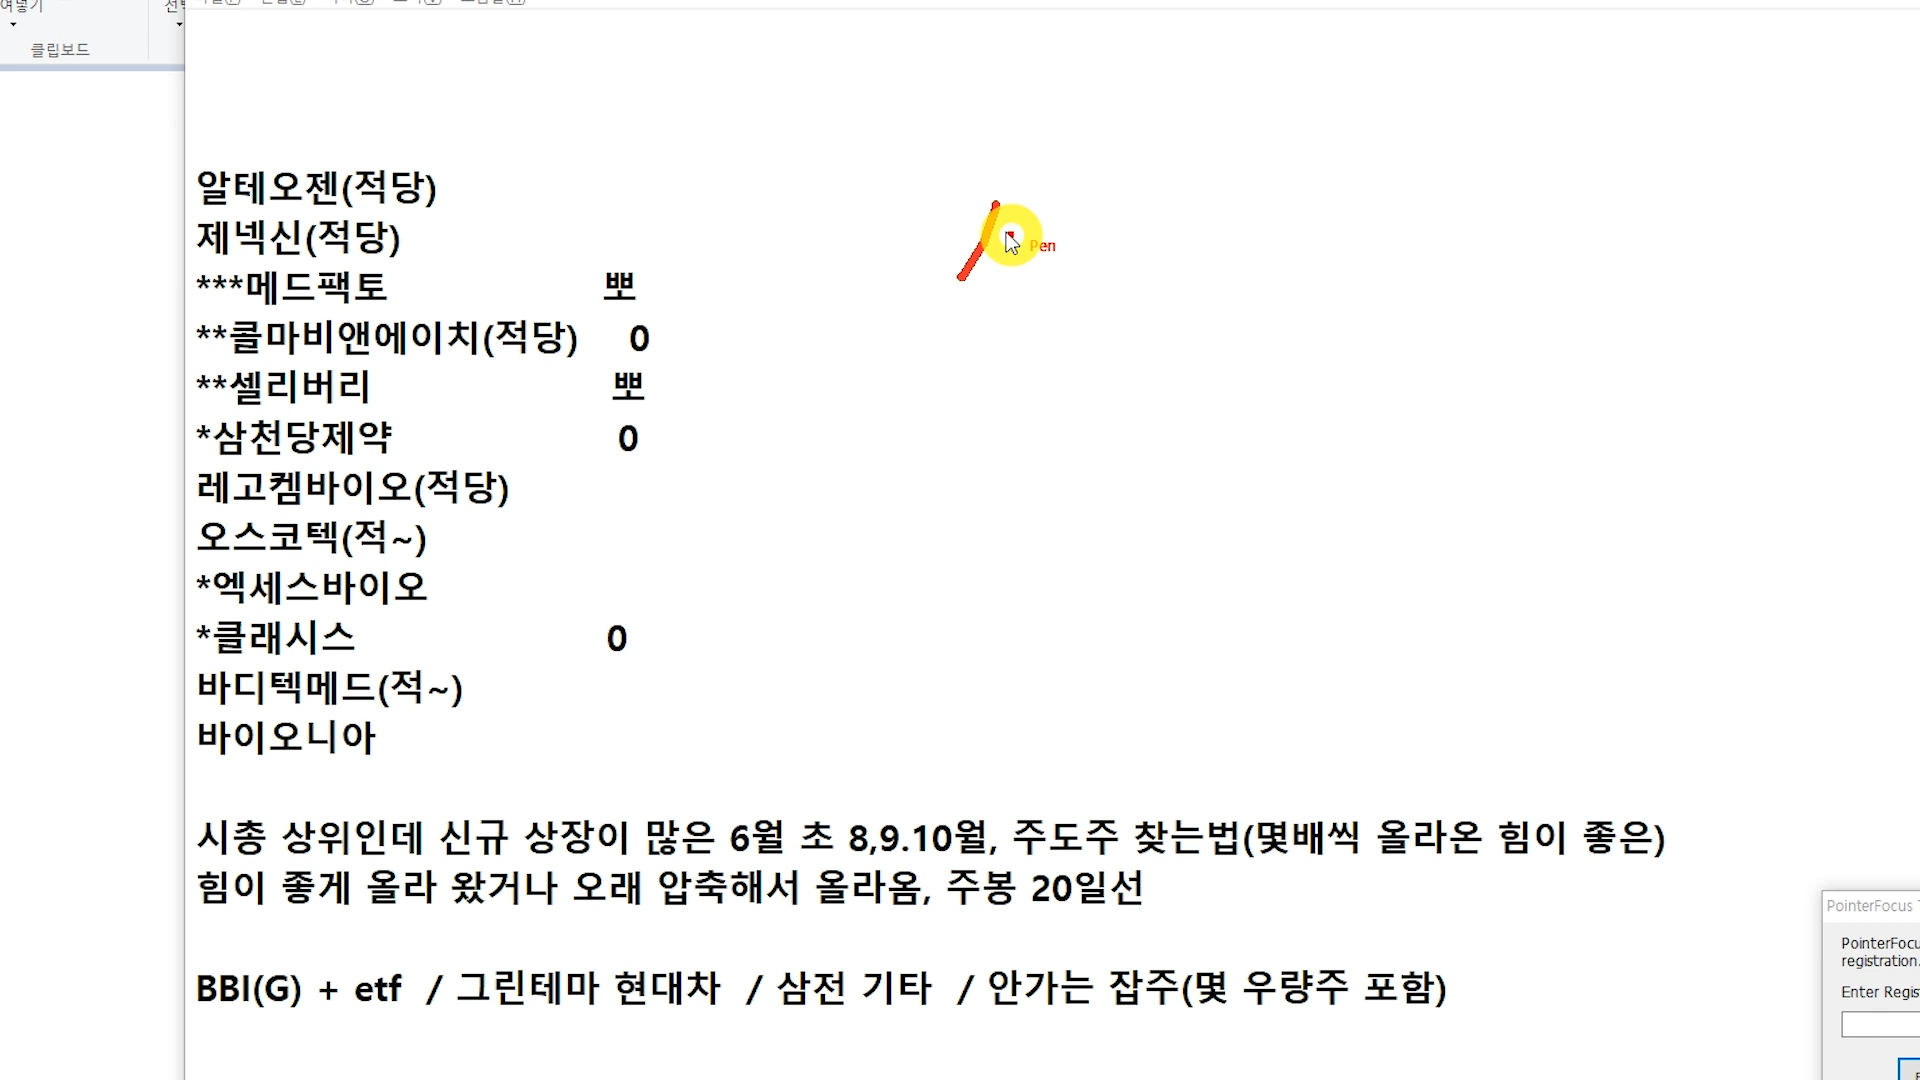 여넣기
클립보드
알테오젠(적당)
제넥신(적당)
Pen
***메드팩토 뽀
**콜마비앤에이치(적당) 0
**셀리버리 뽀
*삼천당제약 0
레고켐바이오(적당)
오스코텍(적~)
*엑세스바이오
*클래시스 0
바디텍메드(적~)
바이오니아
시총 상위인데 신규 상장이 많은 6월 초 8,9.10월, 주도주 찾는법(몇배씩 올라온 힘이 좋은)
힘이 좋게 올라 왔거나 오래 압축해서 올라옴, 주봉 20일선
BBI(G) + etf / 그린테마 현대차 / 삼전 기타 / 안가는 잡주(몇 우량주 포함)
PointerFocus
PointerFocu
registration.
Enter Regis